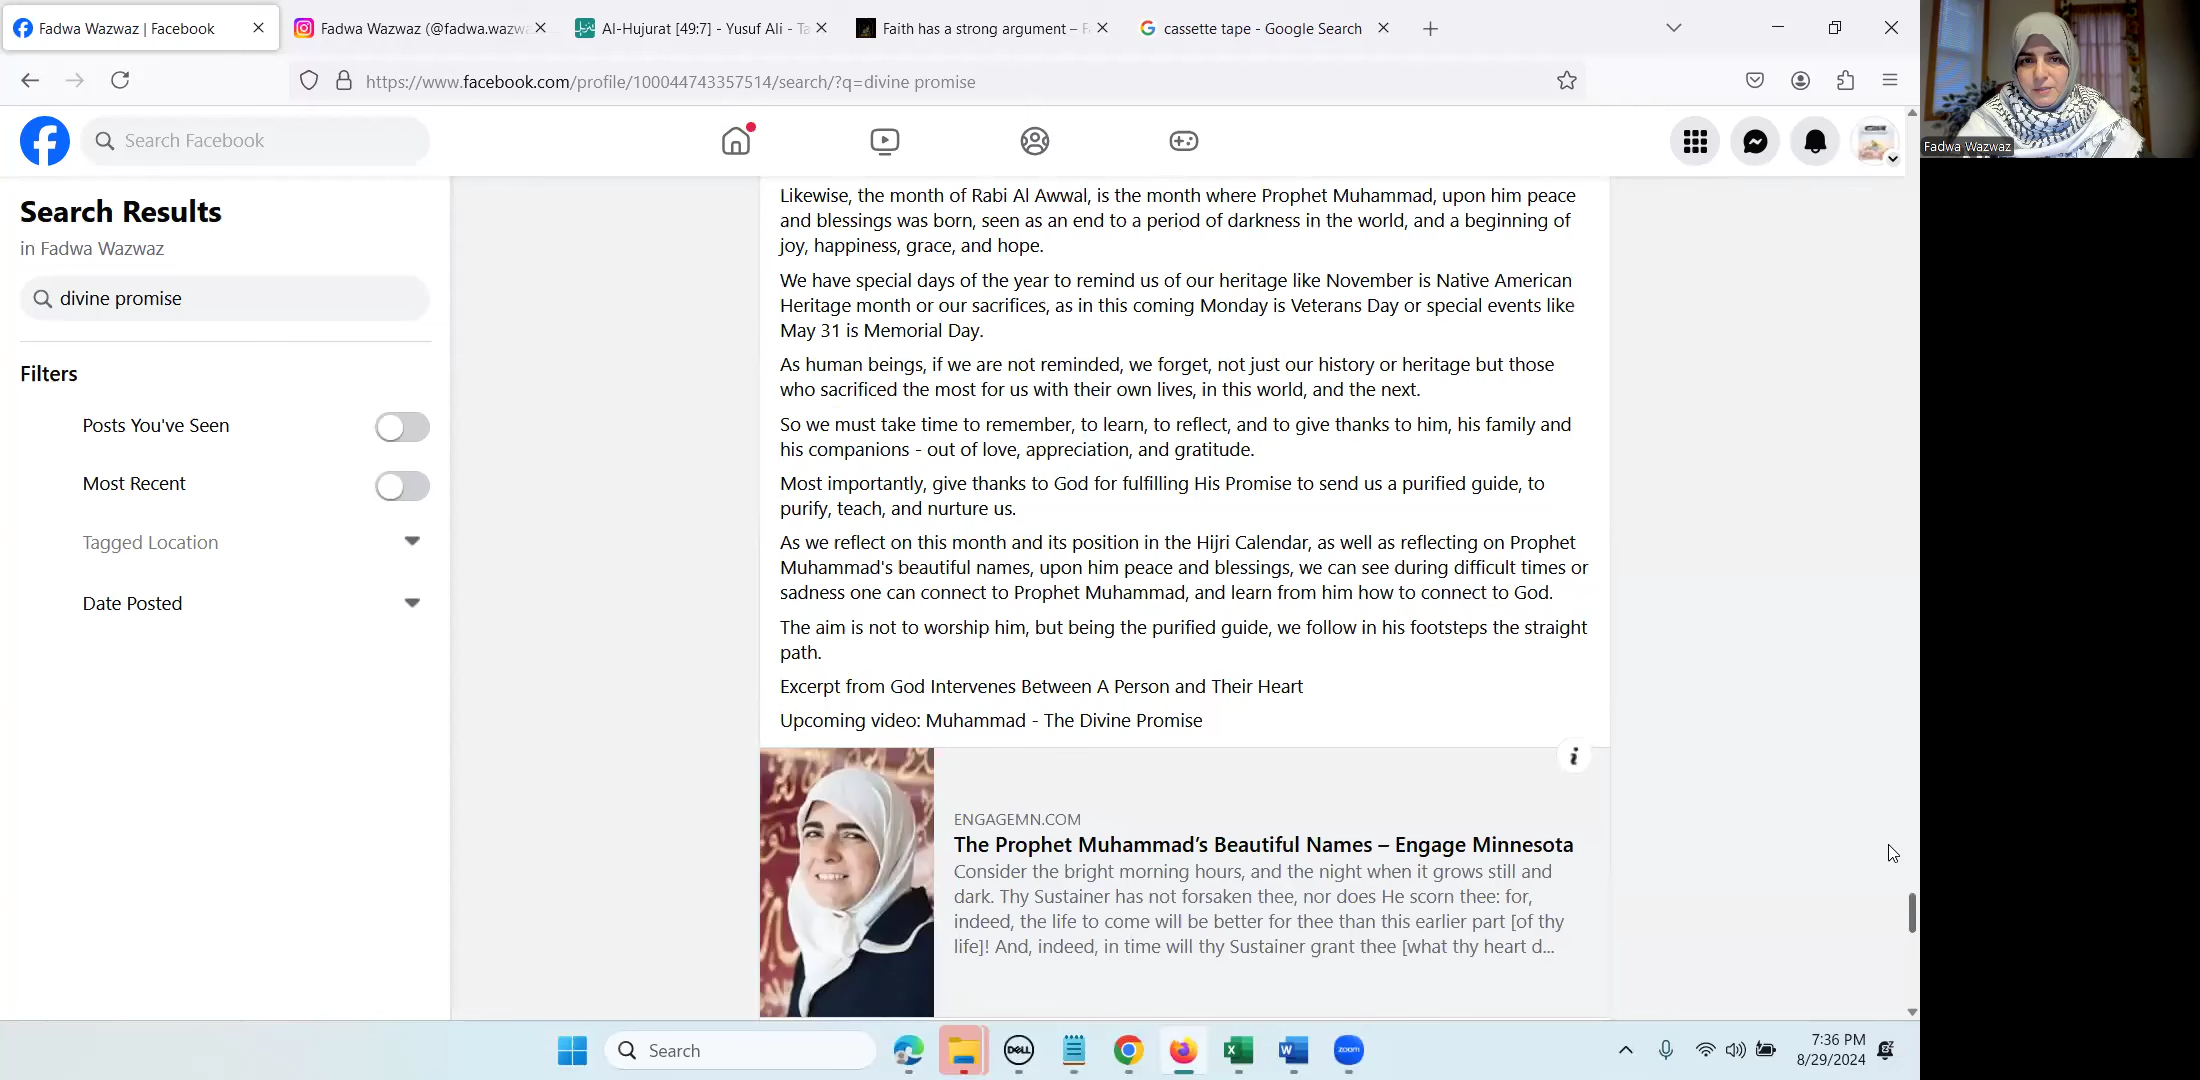 Fadwa Wazwaz | Facebook
Fadwa Wazwaz (@fadwa.wazwa
Al-Hujurat [49:7] - Yusuf Ali - Ta
Faith has a strong argument – F
cassette tape - Google Search
https://www.facebook.com/profile/100044743357514/search/?q=divine promise
Fadwa Wazwaz
Search Facebook
Search Results
in Fadwa Wazwaz
divine promise
Filters
Posts You've Seen
Most Recent
Tagged Location
Date Posted
Likewise, the month of Rabi Al Awwal, is the month where Prophet Muhammad, upon him peace
and blessings was born, seen as an end to a period of darkness in the world, and a beginning of
joy, happiness, grace, and hope.
We have special days of the year to remind us of our heritage like November is Native American
Heritage month or our sacrifices, as in this coming Monday is Veterans Day or special events like
May 31 is Memorial Day.
As human beings, if we are not reminded, we forget, not just our history or heritage but those
who sacrificed the most for us with their own lives, in this world, and the next.
So we must take time to remember, to learn, to reflect, and to give thanks to him, his family and
his companions - out of love, appreciation, and gratitude.
Most importantly, give thanks to God for fulfilling His Promise to send us a purified guide, to
purify, teach, and nurture us.
As we reflect on this month and its position in the Hijri Calendar, as well as reflecting on Prophet
Muhammad's beautiful names, upon him peace and blessings, we can see during difficult times or
sadness one can connect to Prophet Muhammad, and learn from him how to connect to God.
The aim is not to worship him, but being the purified guide, we follow in his footsteps the straight
path.
Excerpt from God Intervenes Between A Person and Their Heart
Upcoming video: Muhammad - The Divine Promise
ENGAGEMN.COM
The Prophet Muhammad’s Beautiful Names – Engage Minnesota
Consider the bright morning hours, and the night when it grows still and
dark. Thy Sustainer has not forsaken thee, nor does He scorn thee: for,
indeed, the life to come will be better for thee than this earlier part [of thy
life]! And, indeed, in time will thy Sustainer grant thee [what thy heart d...
Search
DELL
zoom
7:36 PM
8/29/2024